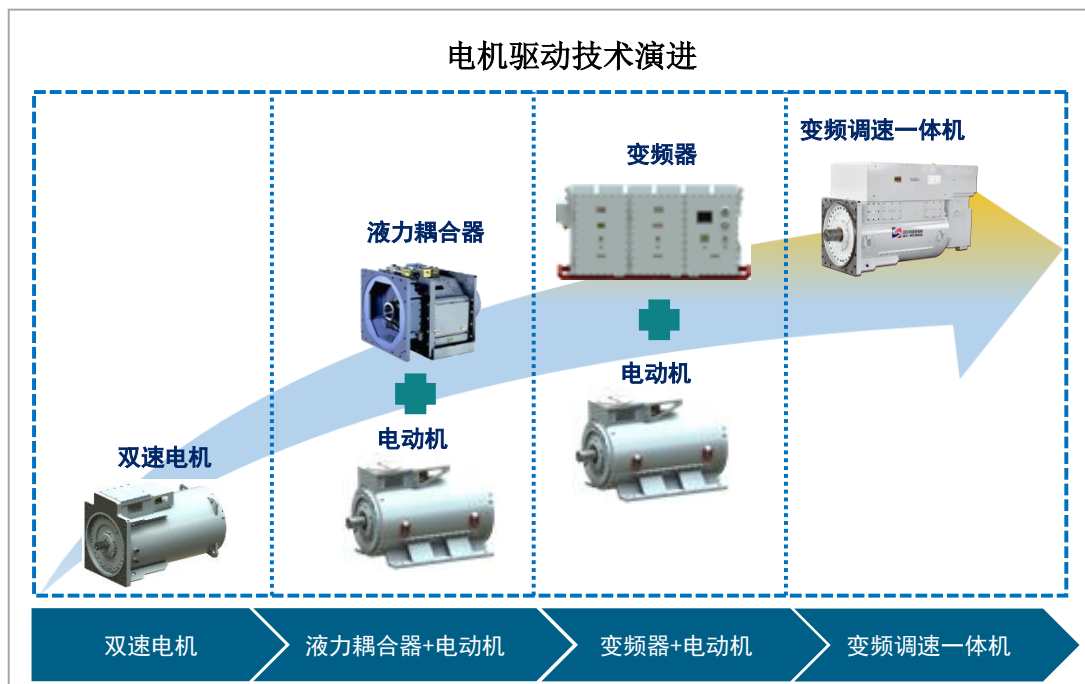 电机驱动技术演进
变频调速一体机
变频器
液力耦合器
电动机
电动机
双速电机
双速电机
液力耦合器+电动机
变频器+电动机
变频调速一体机